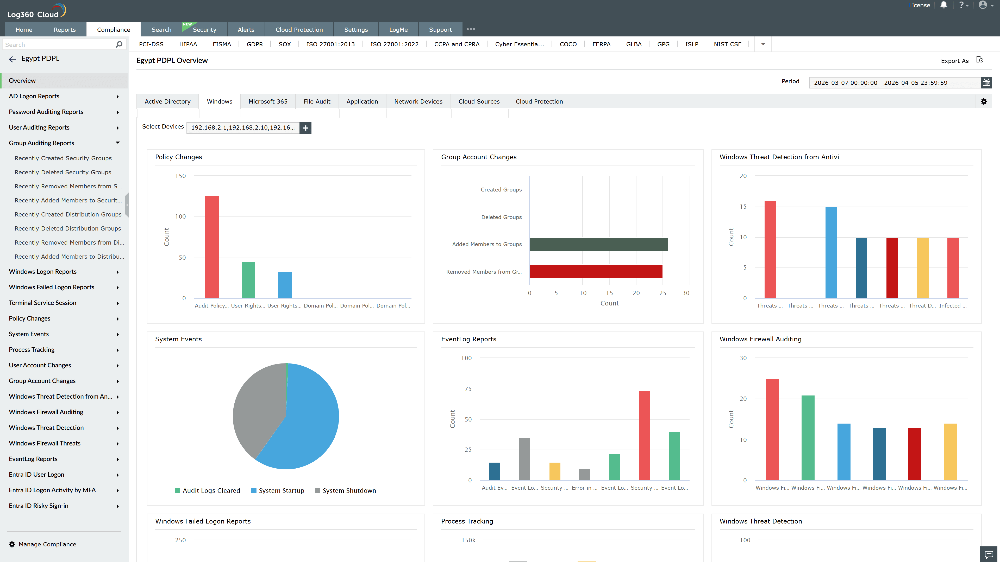 License
?
Log360 Cloud
Home
Reports
Compliance
Search
NEW
Security
Alerts
Cloud Protection
Settings
LogMe
Support
Search
PCI-DSS
HIPAA
FISMA
GDPR
SOX
ISO 27001:2013
ISO 27001:2022
CCPA and CPRA
Cyber Essentia...
COCO
FERPA
GLBA
GPG
ISLP
NIST CSF
Egypt PDPL
Overview
AD Logon Reports
Password Auditing Reports
User Auditing Reports
Group Auditing Reports
Recently Created Security Groups
Recently Deleted Security Groups
Recently Removed Members from S...
Recently Added Members to Securit...
Recently Created Distribution Groups
Recently Deleted Distribution Groups
Recently Removed Members from Di...
Recently Added Members to Distribu...
Windows Logon Reports
Windows Failed Logon Reports
Terminal Service Session
Policy Changes
System Events
Process Tracking
User Account Changes
Group Account Changes
Windows Threat Detection from An...
Windows Firewall Auditing
Windows Threat Detection
Windows Firewall Threats
EventLog Reports
Entra ID User Logon
Entra ID Logon Activity by MFA
Entra ID Risky Sign-in
Manage Compliance
Egypt PDPL Overview
Export As
Period
2026-03-07 00:00:00 - 2026-04-05 23:59:59
Active Directory
Windows
Microsoft 365
File Audit
Application
Network Devices
Cloud Sources
Cloud Protection
Select Devices
192.168.2.1,192.168.2.10,192.16...
Policy Changes
150
100
50
0
Count
Audit Policy...
User Rights...
User Rights...
Domain Pol...
Domain Pol...
Domain Pol...
Group Account Changes
Created Groups
Deleted Groups
Added Members to Groups
Removed Members from Gr...
0
5
10
15
20
25
30
Count
Windows Threat Detection from Antivi...
20
15
10
5
0
Count
Threats ...
Threats ...
Threats ...
Threats ...
Threats ...
Threat D...
Infected ...
System Events
Audit Logs Cleared
System Startup
System Shutdown
EventLog Reports
100
75
50
25
0
Count
Audit Ev...
Event Lo...
Security ...
Error in ...
Event Lo...
Security ...
Event Lo...
Windows Firewall Auditing
30
20
10
0
Count
Windows Fi...
Windows Fi...
Windows Fi...
Windows Fi...
Windows Fi...
Windows Fi...
Windows Failed Logon Reports
250
Process Tracking
150k
Windows Threat Detection
100